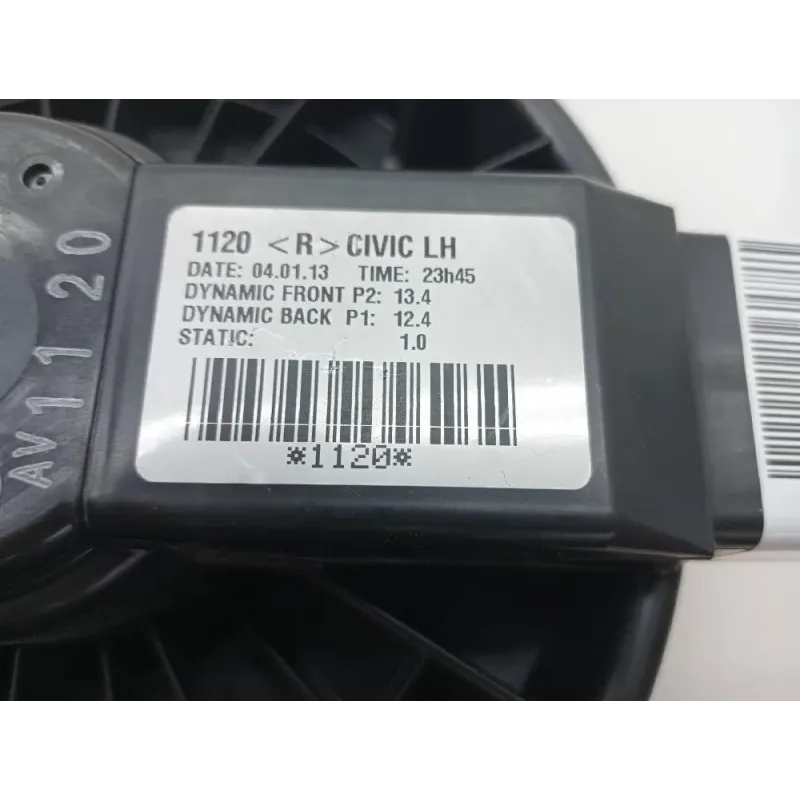 1120 <R> CIVIC LH
DATE: 04.01.13 TIME: 23h45
DYNAMIC FRONT P2: 13.4
DYNAMIC BACK P1: 12.4
STATIC: 1.0
*1120*
AV1120